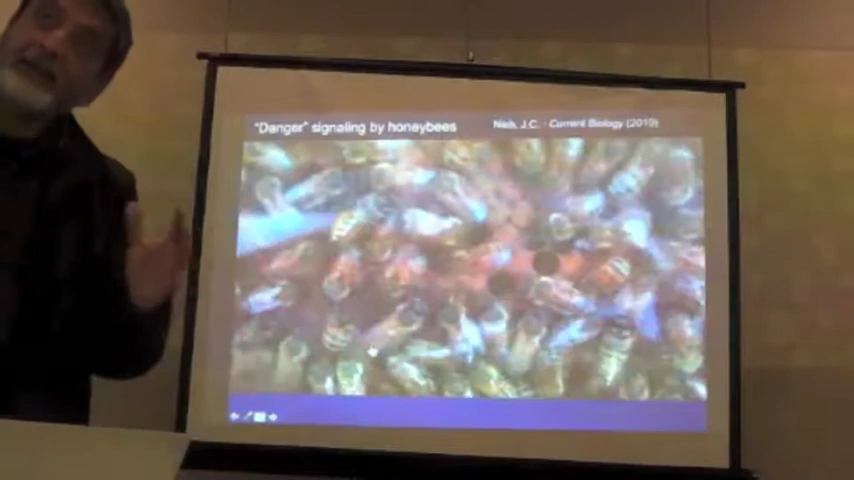 "Danger" signaling by honeybees
Nieh, J.C. Current Biology (2010)